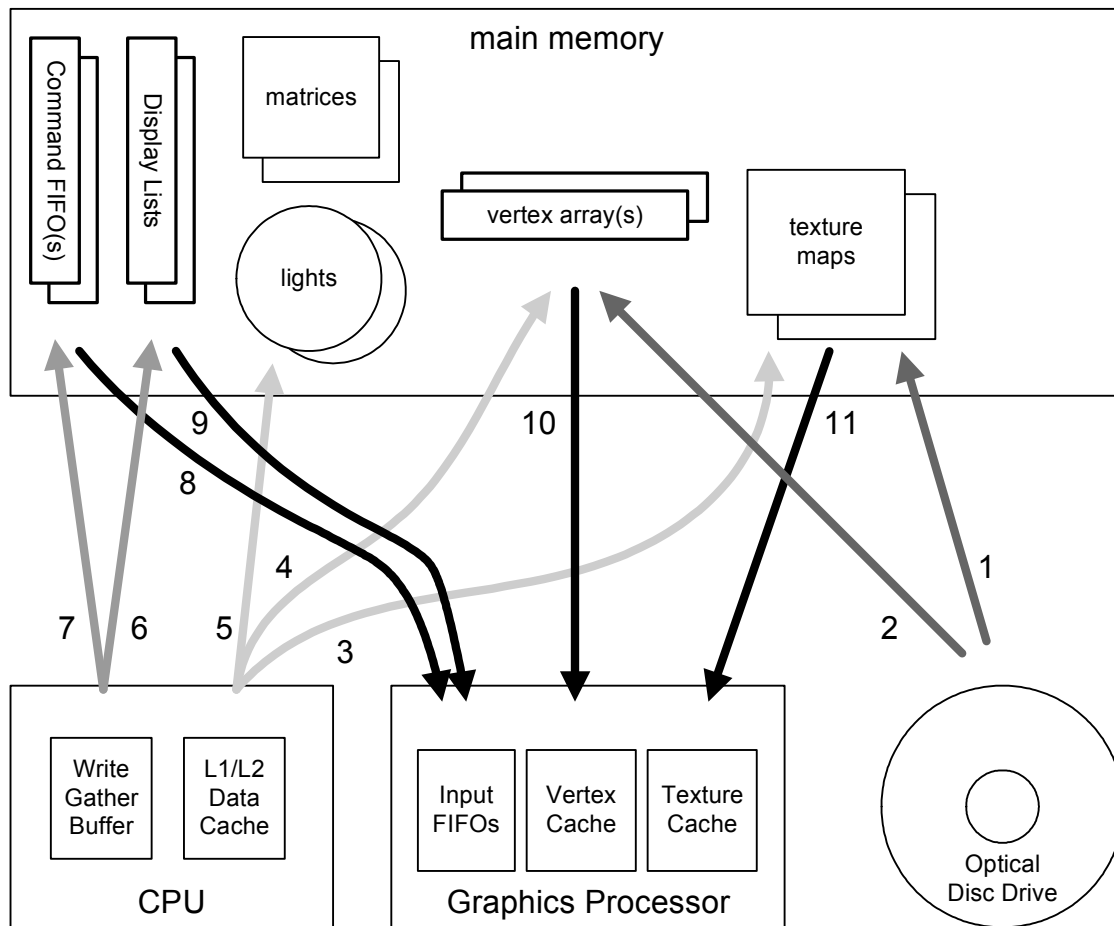 main memory
Command FIFO(s)
Display Lists
matrices
lights
vertex array(s)
texture
maps
9
8
10
11
4
5
3
7
6
2
1
Write
Gather
Buffer
L1/L2
Data
Cache
CPU
Input
FIFOs
Vertex
Cache
Texture
Cache
Graphics Processor
Optical
Disc Drive